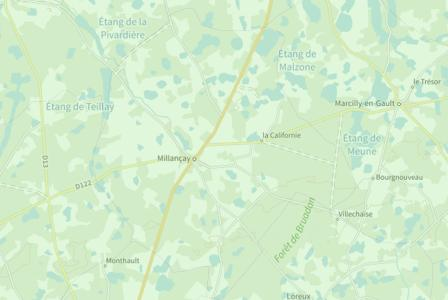 Étang de la
Pivardière
Étang de
Malzone
le Trésor
Étang de Teillay
Marcilly-en-Gault
la Californie
Étang de
Meune
D13
Millançay
Bourgnouveau
D122
Villechaise
Forêt de Bruadan
Monthault
Loreux